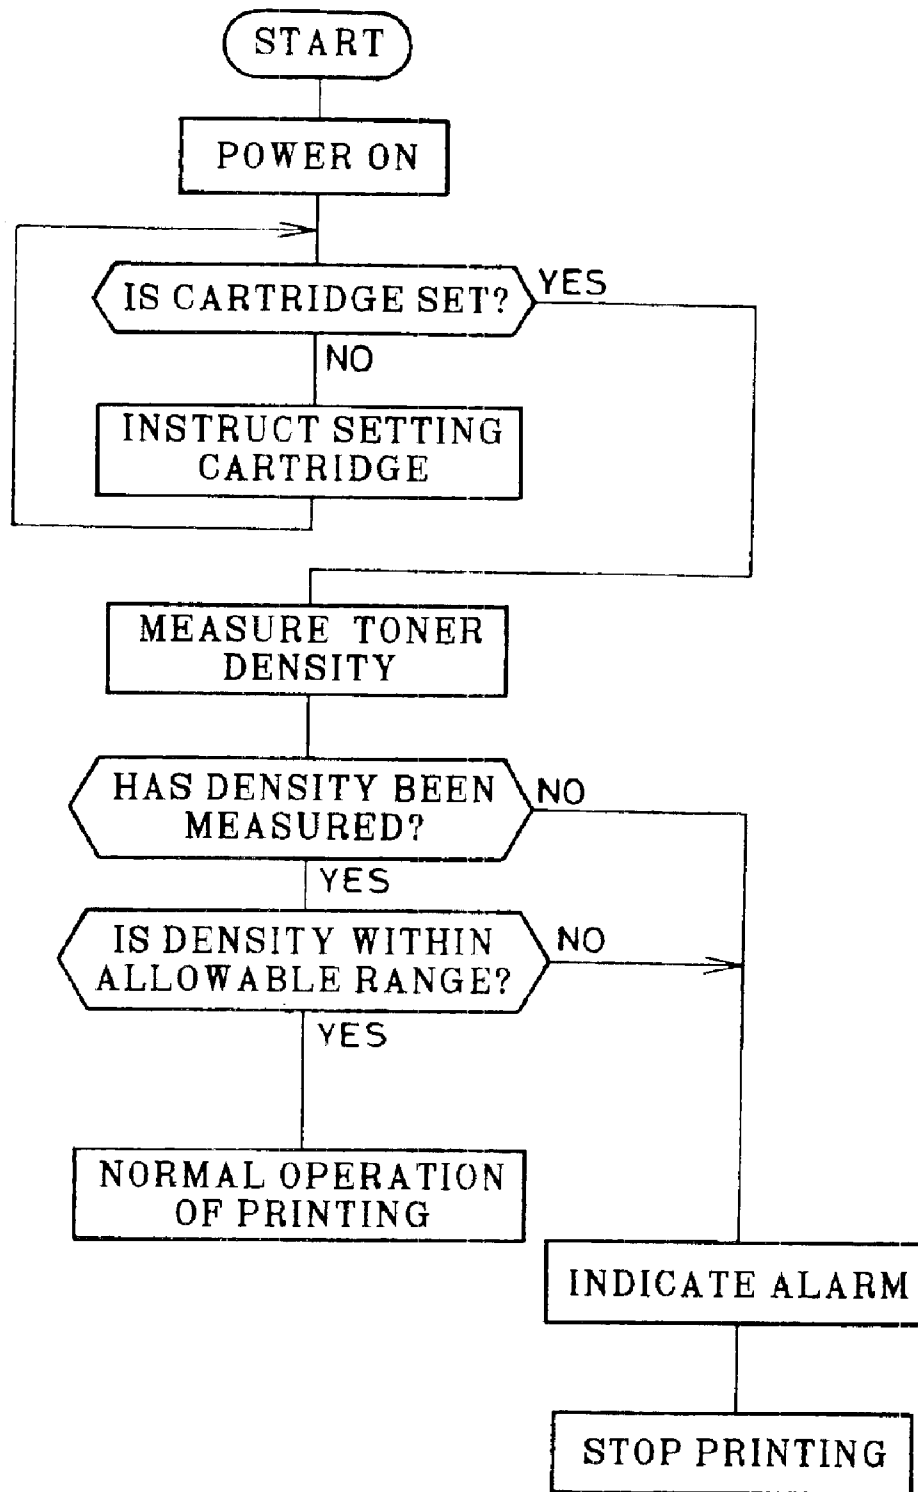 START
POWER ON
IS CARTRIDGE SET?
YES
NO
INSTRUCT SETTING
CARTRIDGE
MEASURE TONER
DENSITY
HAS DENSITY BEEN
MEASURED?
NO
YES
IS DENSITY WITHIN
ALLOWABLE RANGE?
NO
YES
NORMAL OPERATION
OF PRINTING
INDICATE ALARM
STOP PRINTING